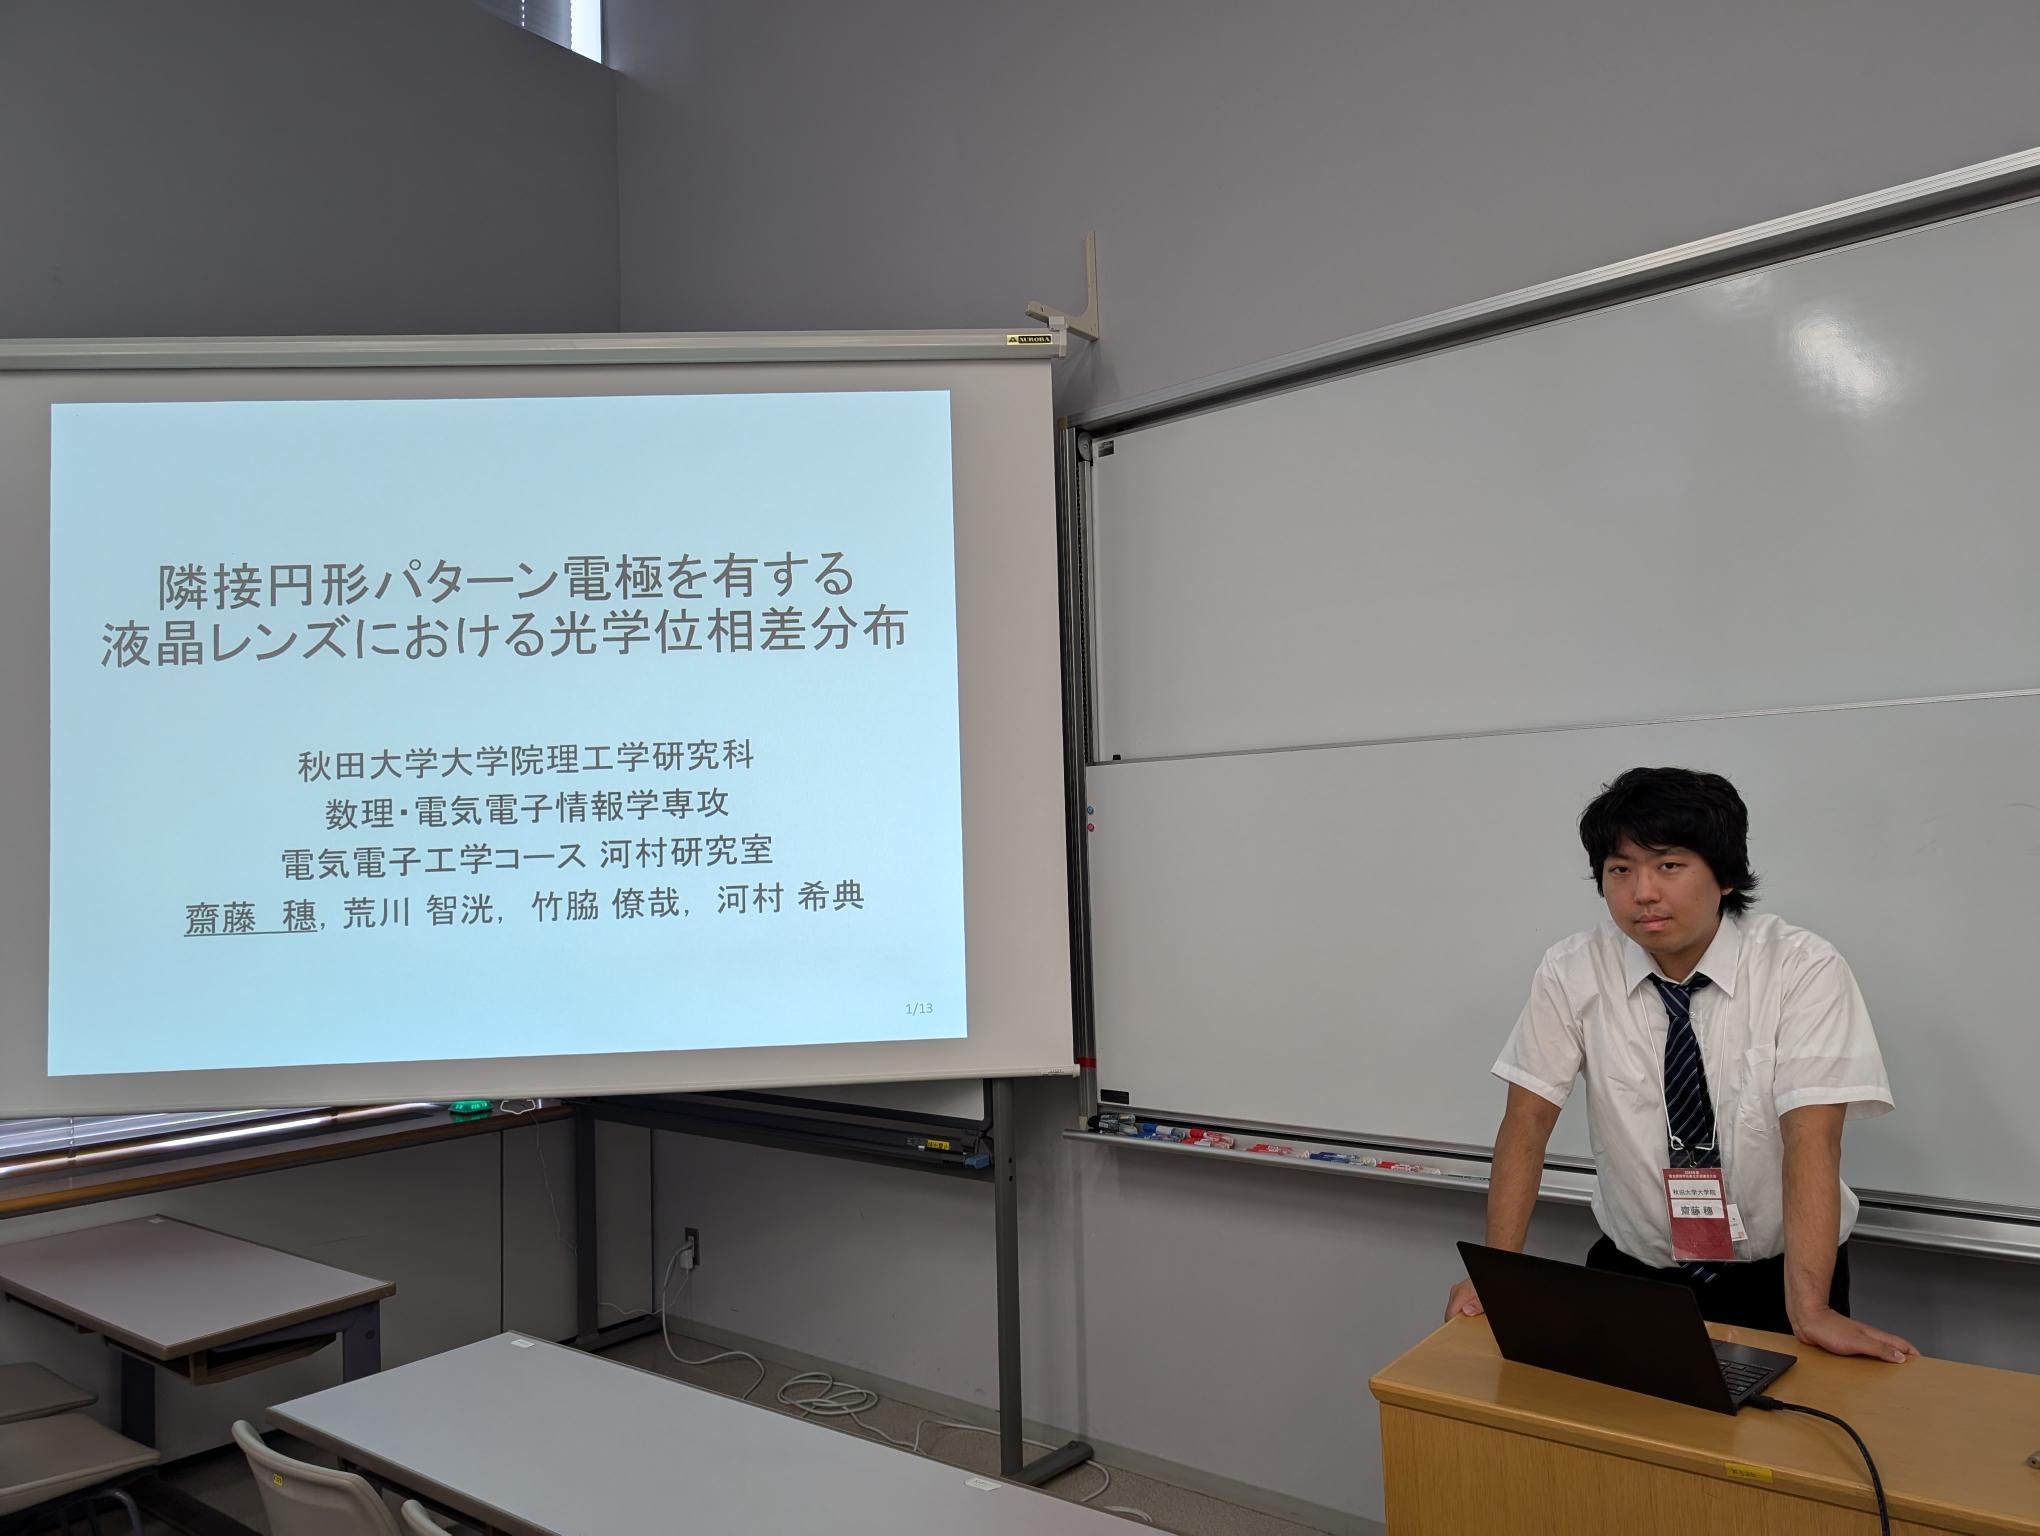 AURORA
隣接円形パターン電極を有する
液晶レンズにおける光学位相差分布
秋田大学大学院理工学研究科
数理・電気電子情報学専攻
電気電子工学コース 河村研究室
齋藤　穗, 荒川 智洸, 竹脇 僚哉, 河村 希典
1/13
秋田大学大学院
齋藤 穗